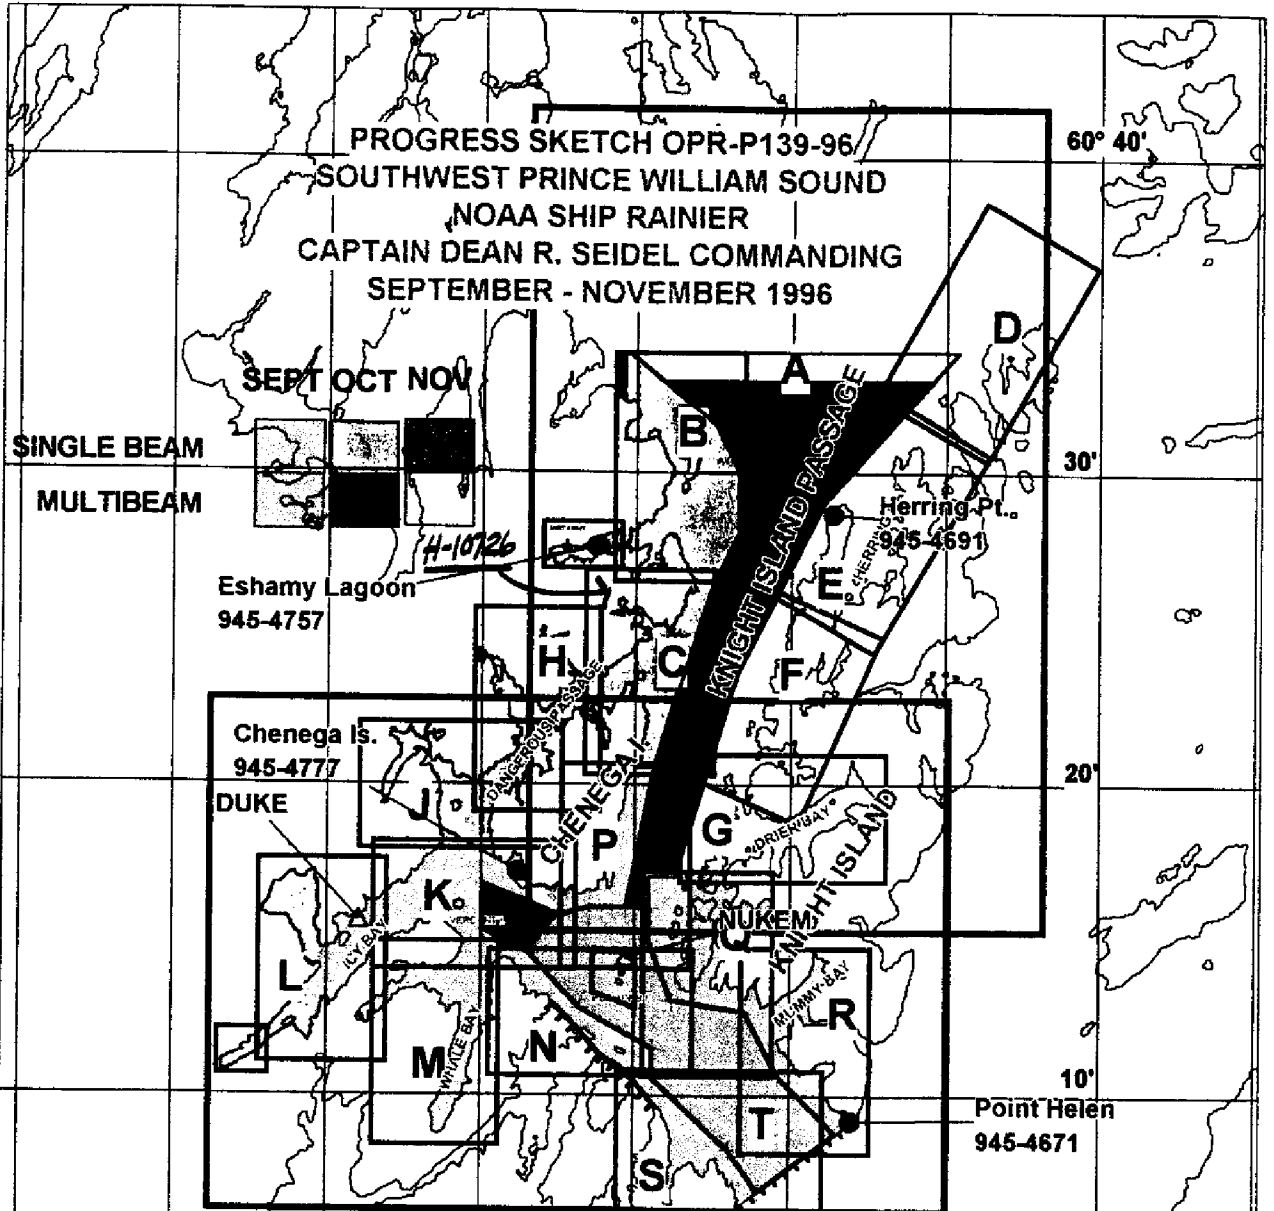 PROGRESS SKETCH OPR-P139-96
SOUTHWEST PRINCE WILLIAM SOUND
NOAA SHIP RAINIER
CAPTAIN DEAN R. SEIDEL COMMANDING
SEPTEMBER - NOVEMBER 1996
60° 40'
D
A
SEPT OCT NOV
SINGLE BEAM
MULTIBEAM
B
30'
KNIGHT ISLAND PASSAGE
Herring Pt.
945-4691
H-10726
Eshamy Lagoon
945-4757
E
HERRING
H
C
F
DANGEROUS PASSAGE
Chenega Is.
945-4777
DUKE
20'
J
CHENEGA I.
P
G
DRIER BAY
KNIGHT ISLAND
K
NUKEM
Q
ICY BAY
L
MUMMY BAY
R
M
WHALE BAY
N
10'
Point Helen
945-4671
T
S